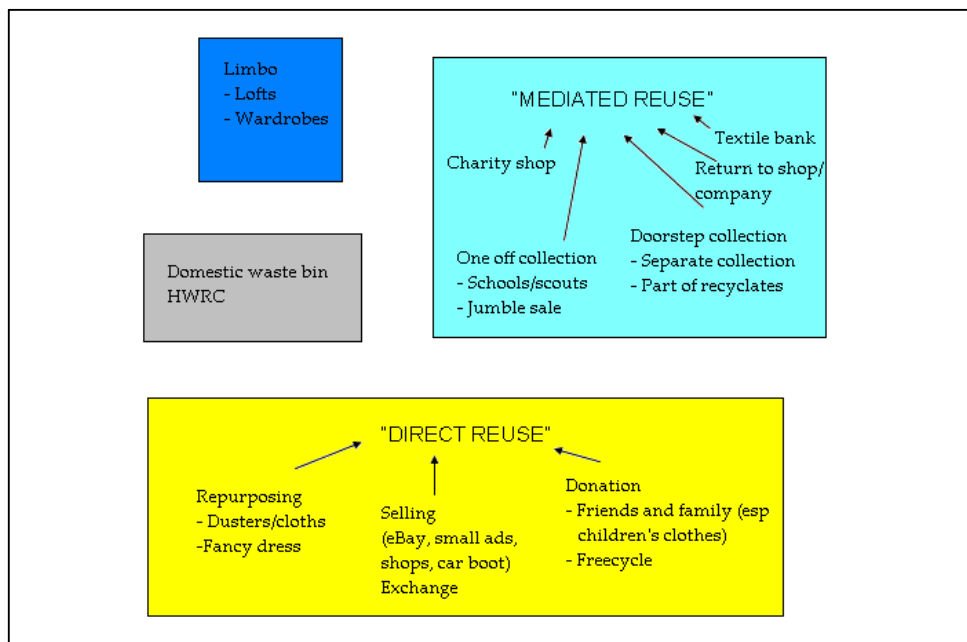 Limbo
- Lofts
- Wardrobes
"MEDIATED REUSE"
Textile bank
Charity shop
Return to shop/
company
One off collection
- Schools/scouts
- Jumble sale
Doorstep collection
- Separate collection
- Part of recyclates
Domestic waste bin
HWRC
"DIRECT REUSE"
Repurposing
- Dusters/cloths
-Fancy dress
Selling
(eBay, small ads,
shops, car boot)
Exchange
Donation
- Friends and family (esp
children's clothes)
- Freecycle